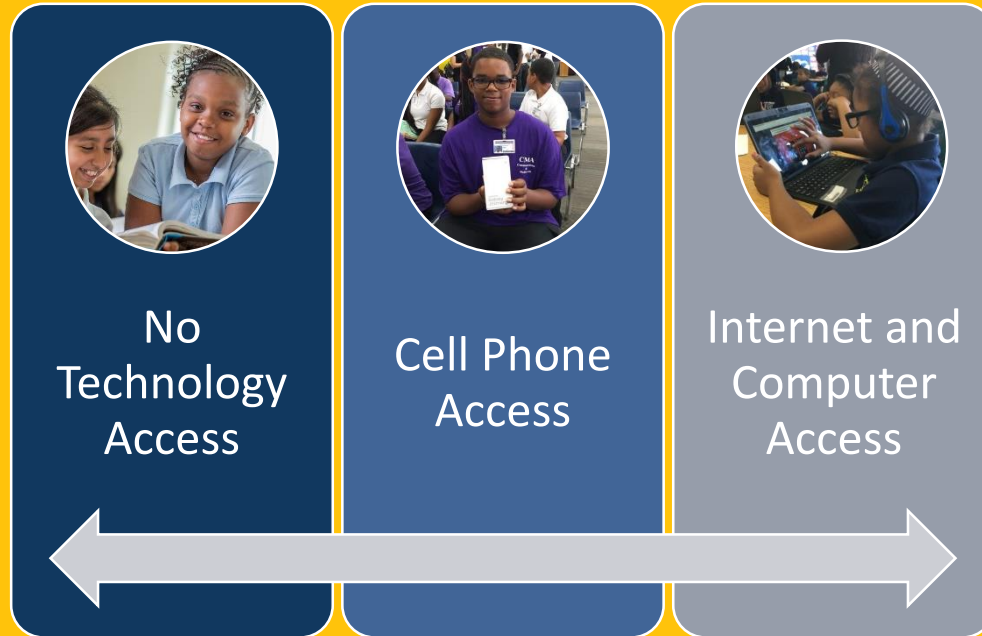 No
Technology
Access
CMA
Cell Phone
Access
Internet and
Computer
Access